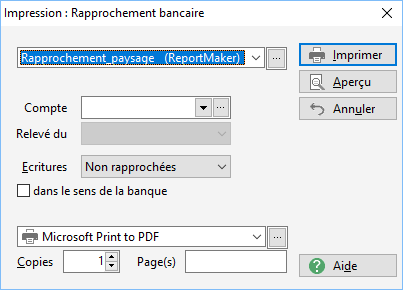 Impression : Rapprochement bancaire
Rapprochement_paysage (ReportMaker)
...
Imprimer
Aperçu
Compte
...
Annuler
Relevé du
Ecritures
Non rapprochées
dans le sens de la banque
Microsoft Print to PDF
...
Copies
1
Page(s)
Aide